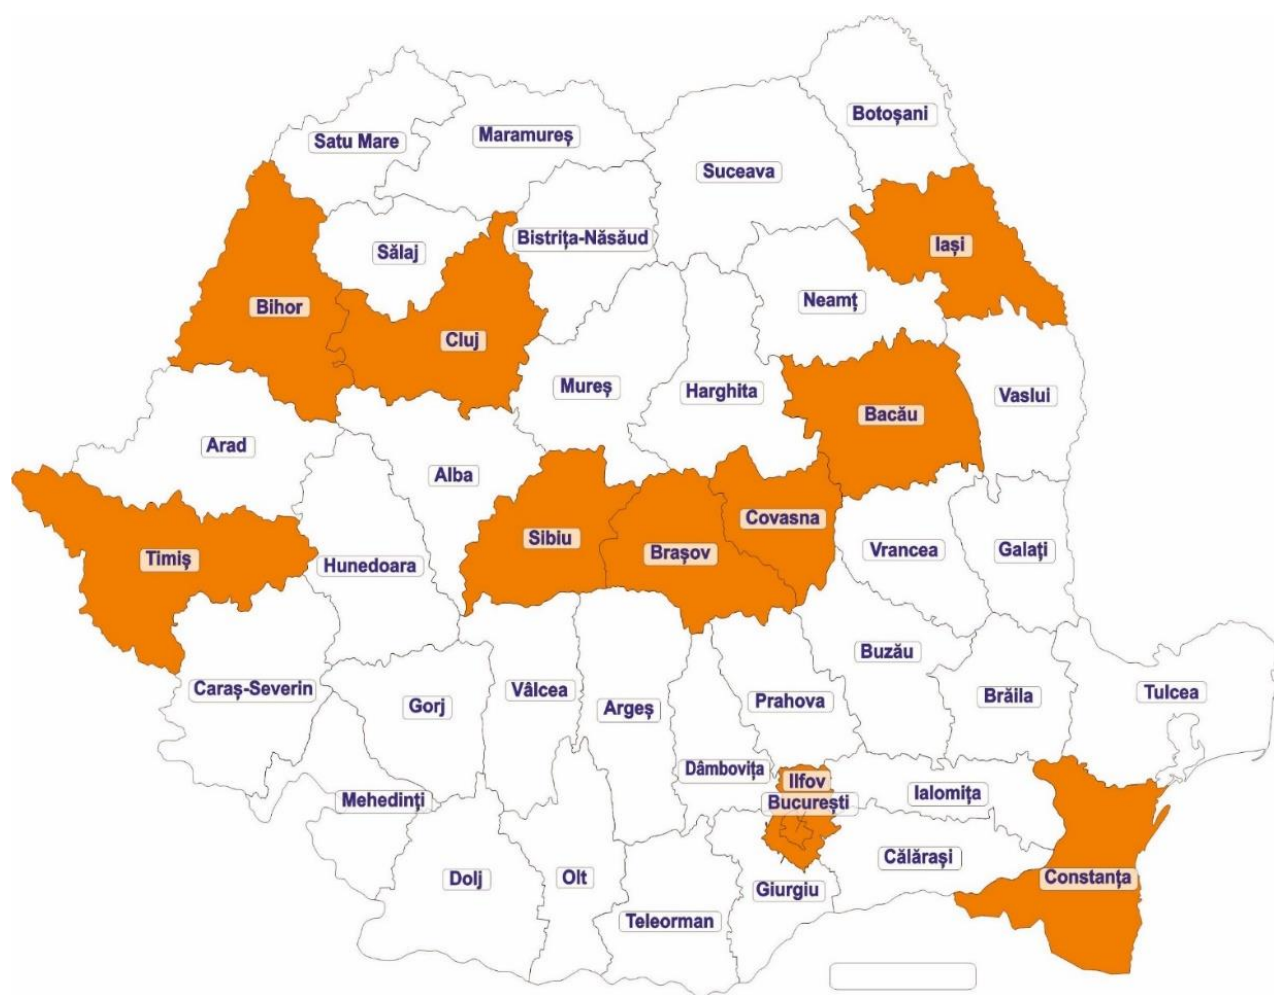 Botoșani
Satu Mare
Maramureș
Suceava
Bistrița-Năsăud
Iași
Sălaj
Neamț
Bihor
Cluj
Mureș
Harghita
Vaslui
Bacău
Arad
Alba
Covasna
Sibiu
Brașov
Vrancea
Galați
Timiș
Hunedoara
Buzău
Caraș-Severin
Vâlcea
Prahova
Brăila
Tulcea
Gorj
Argeș
Dâmbovița
Ilfov
Ialomița
Mehedinți
București
Călărași
Constanța
Dolj
Olt
Giurgiu
Teleorman